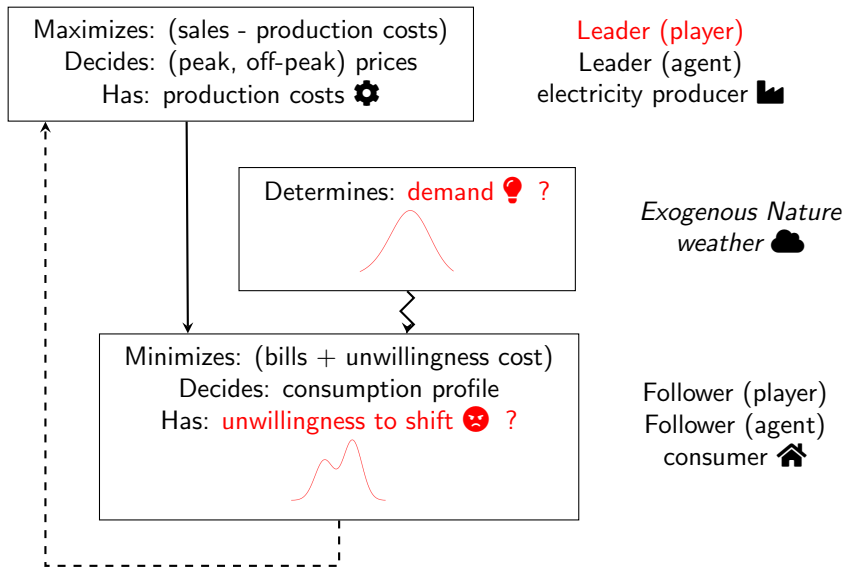 Maximizes: (sales - production costs)
Decides: (peak, off-peak) prices
Has: production costs
Leader (player)
Leader (agent)
electricity producer
Determines: demand ?
Exogenous Nature
weather
Minimizes: (bills + unwillingness cost)
Decides: consumption profile
Has: unwillingness to shift ?
Follower (player)
Follower (agent)
consumer